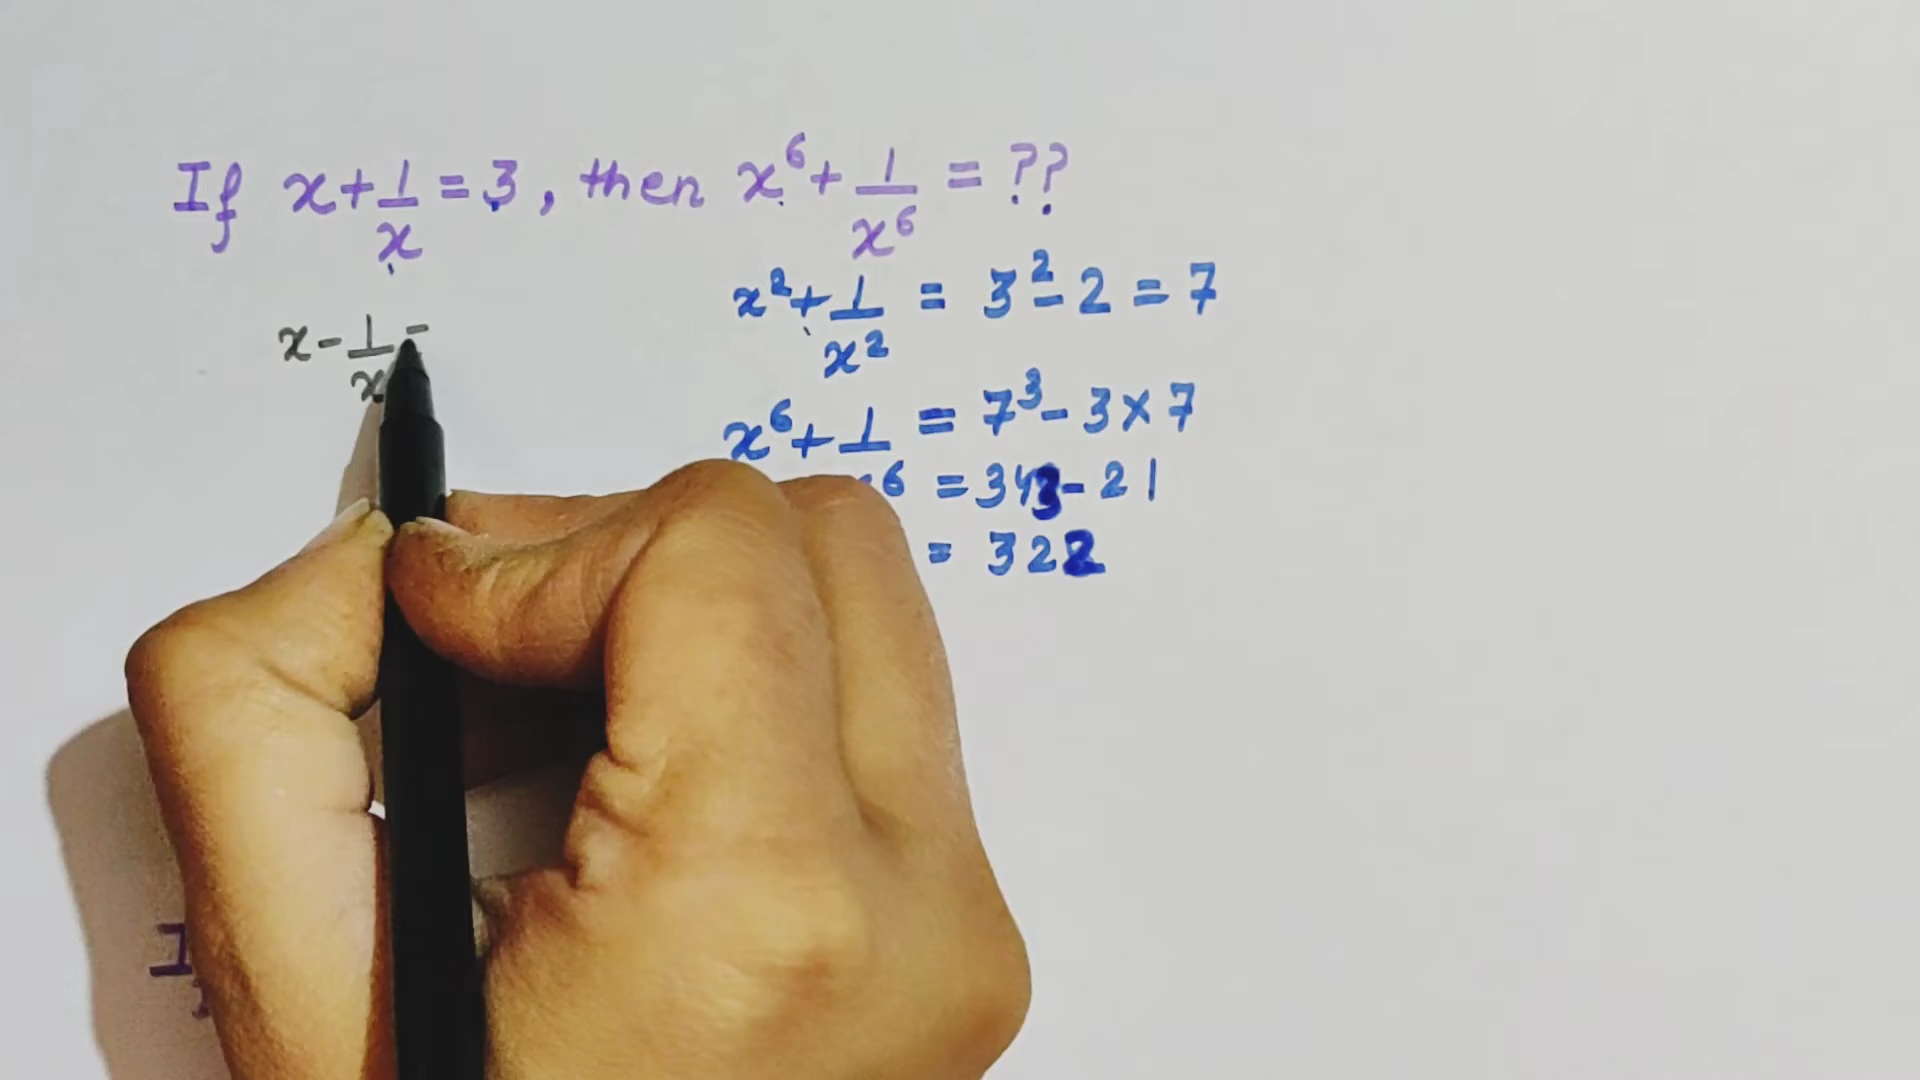 If x + 1/x = 3, then x⁶ + 1/x⁶ = ??
x² + 1/x² = 3² - 2 = 7
x - 1/x =
x⁶ + 1/ 6 = 7³ - 3 × 7
= 343 - 21
= 322
I